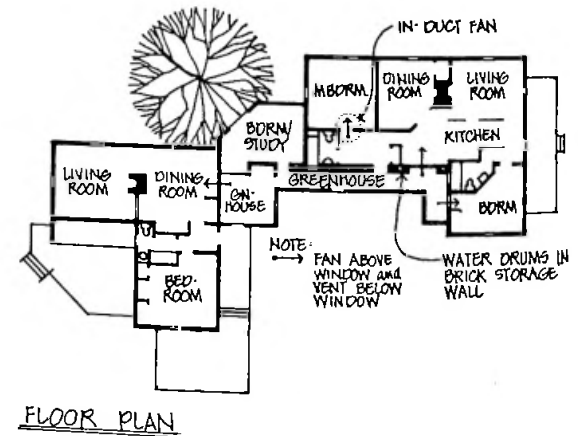 IN-DUCT FAN
MBDRM
DINING
ROOM
LIVING
ROOM
KITCHEN
BDRM/
STUDY
GREENHOUSE
GN-
HOUSE
LIVING
ROOM
DINING
ROOM
BDRM
BED-
ROOM
NOTE:
FAN ABOVE
WINDOW and
VENT BELOW
WINDOW
WATER DRUMS IN
BRICK STORAGE
WALL
FLOOR PLAN